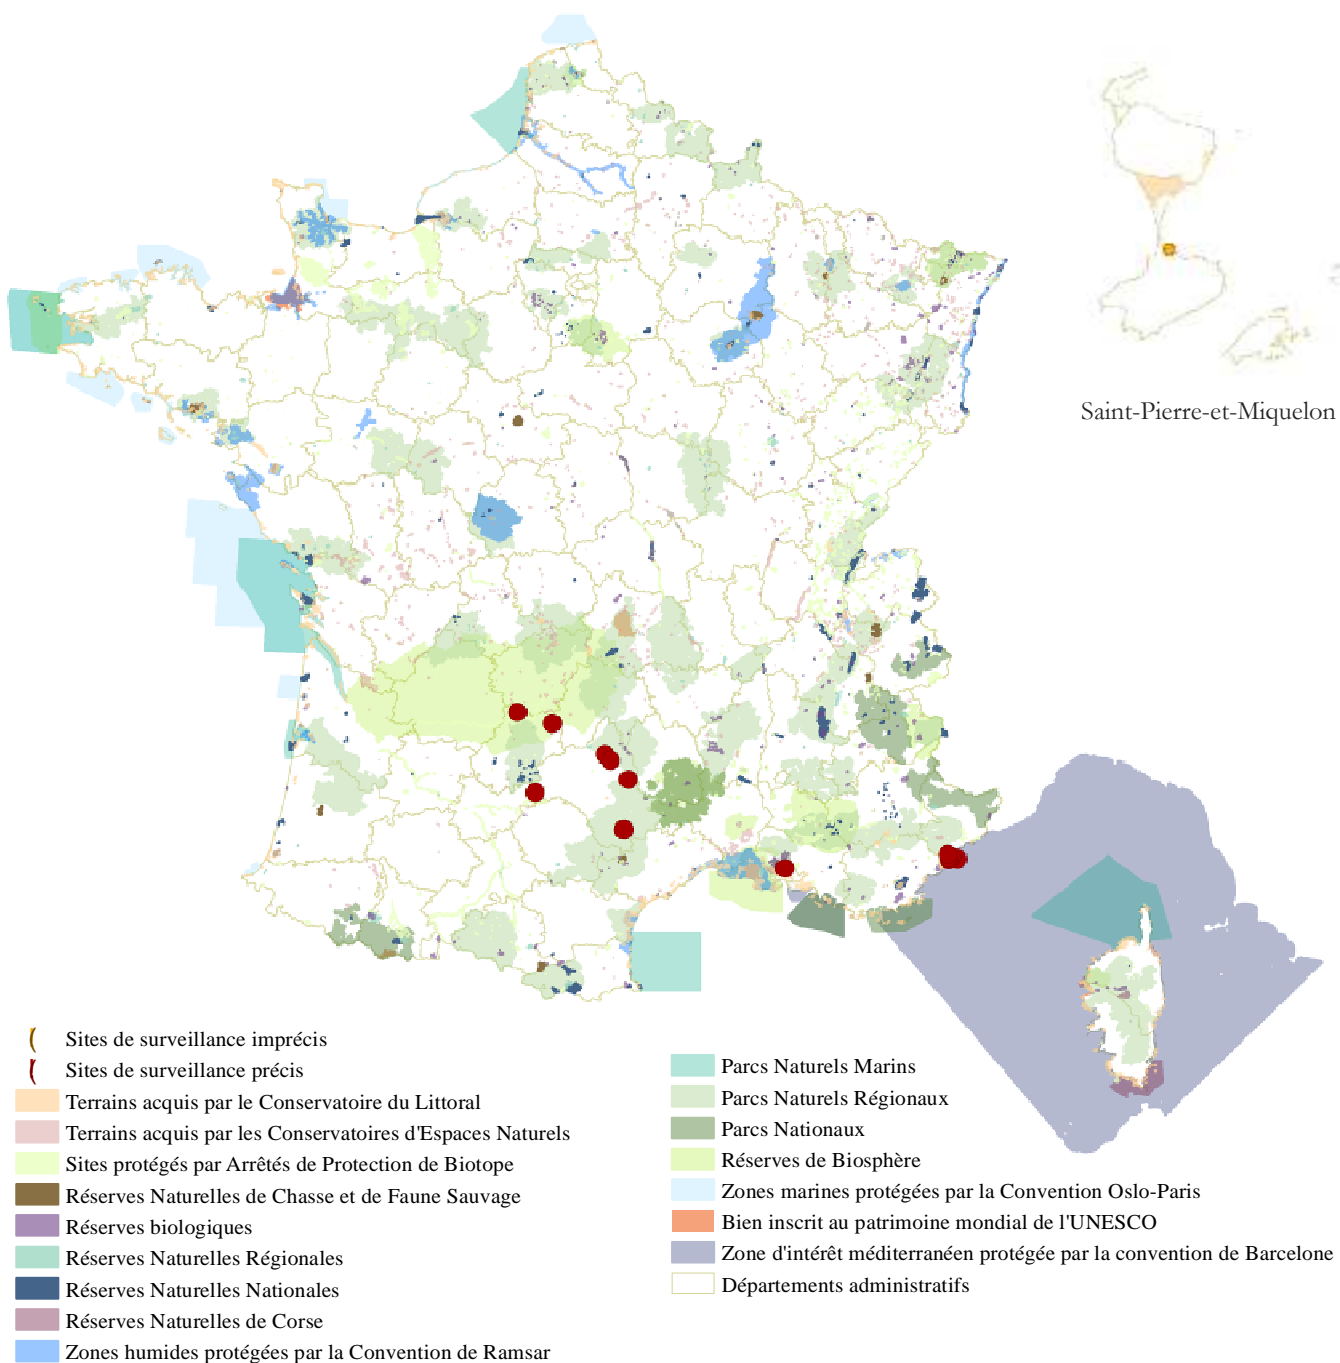 Saint-Pierre-et-Miquelon
Sites de surveillance imprécis
Sites de surveillance précis
Terrains acquis par le Conservatoire du Littoral
Terrains acquis par les Conservatoires d'Espaces Naturels
Sites protégés par Arrêtés de Protection de Biotope
Réserves Naturelles de Chasse et de Faune Sauvage
Réserves biologiques
Réserves Naturelles Régionales
Réserves Naturelles Nationales
Réserves Naturelles de Corse
Zones humides protégées par la Convention de Ramsar
Parcs Naturels Marins
Parcs Naturels Régionaux
Parcs Nationaux
Réserves de Biosphère
Zones marines protégées par la Convention Oslo-Paris
Bien inscrit au patrimoine mondial de l'UNESCO
Zone d'intérêt méditerranéen protégée par la convention de Barcelone
Départements administratifs